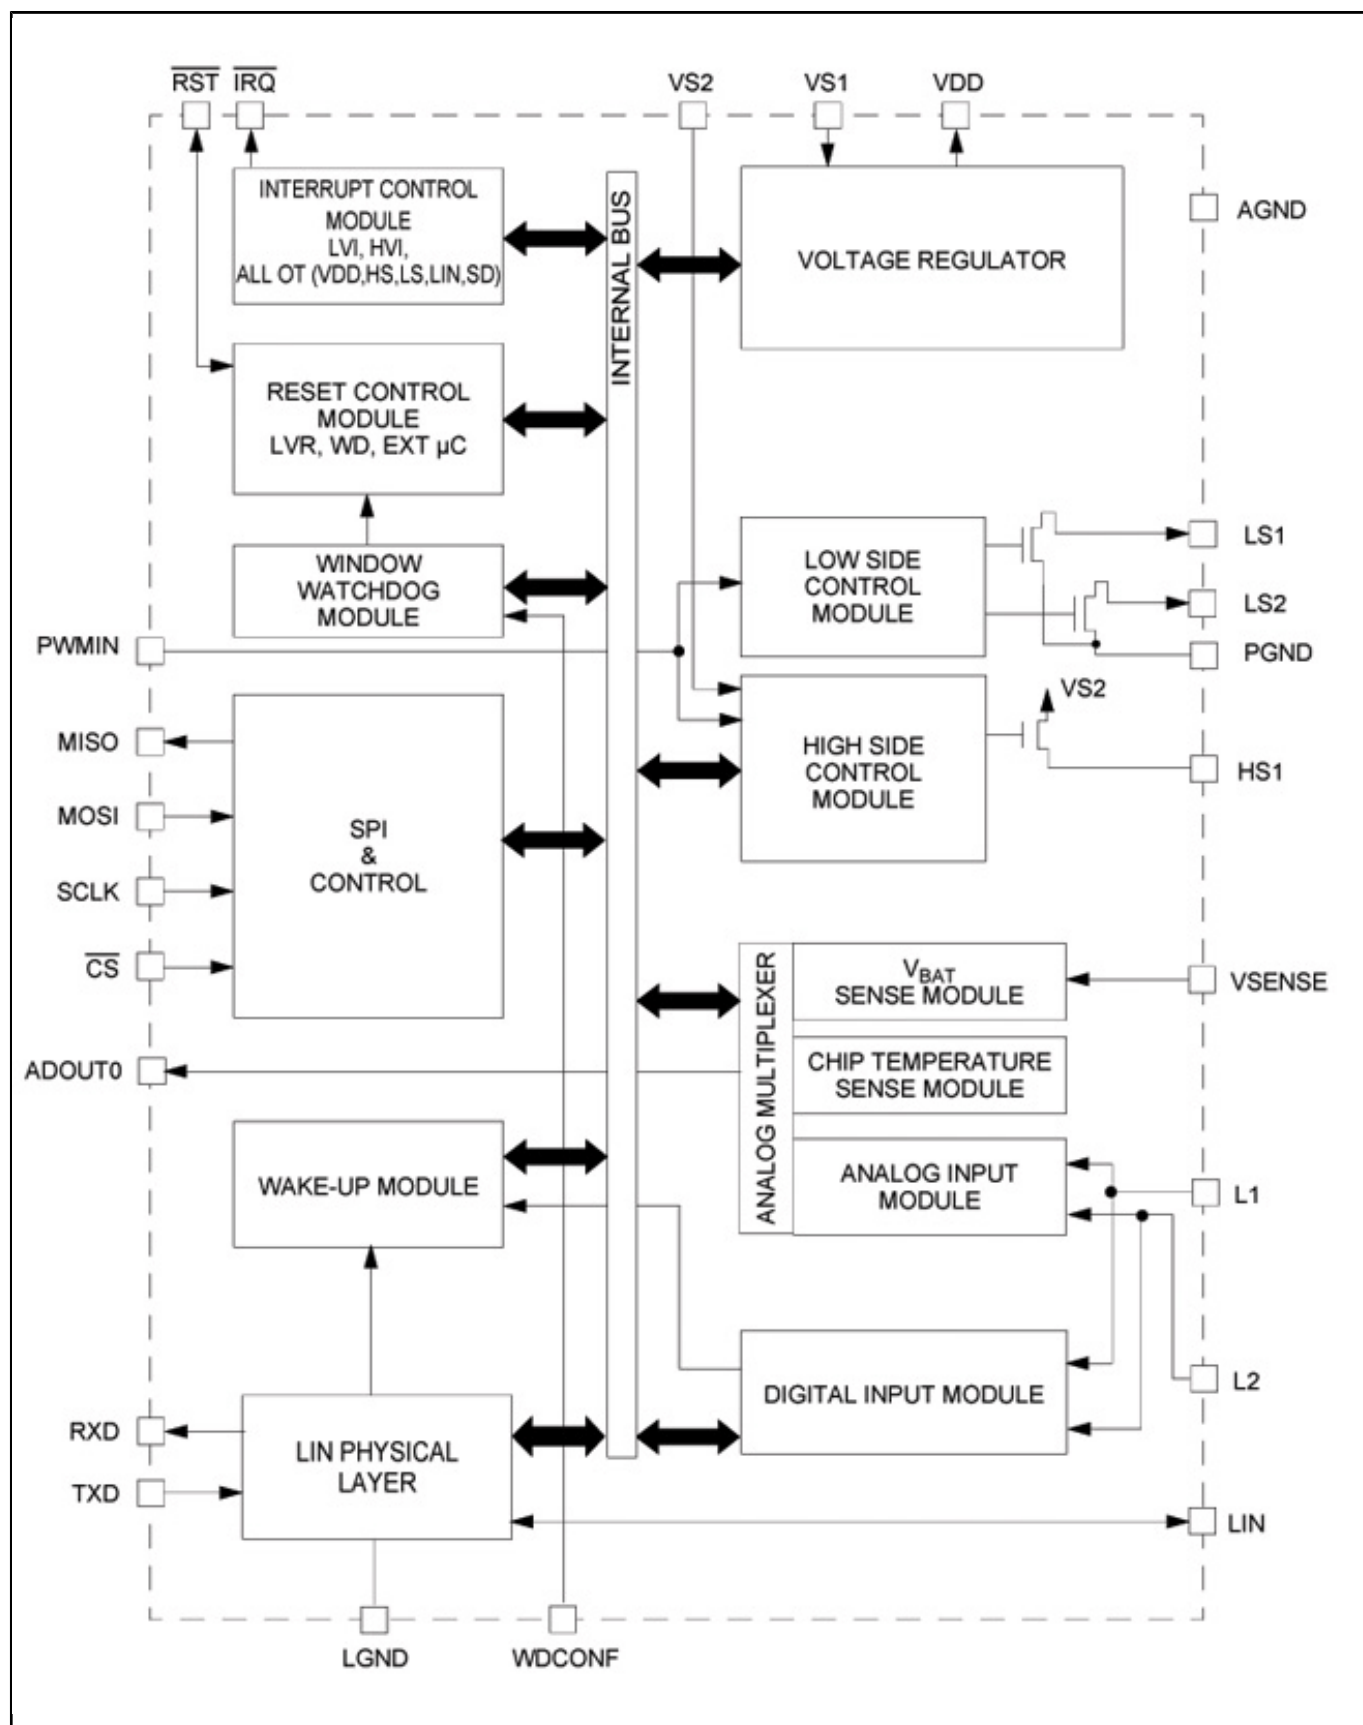 RST IRQ VS2 VS1 VDD
AGND
INTERRUPT CONTROL
MODULE
LVI, HVI,
ALL OT (VDD,HS,LS,LIN,SD)
INTERNAL BUS
VOLTAGE REGULATOR
RESET CONTROL
MODULE
LVR, WD, EXT µC
WINDOW
WATCHDOG
MODULE
LOW SIDE
CONTROL
MODULE
LS1
LS2
PGND
PWMIN
VS2
HIGH SIDE
CONTROL
MODULE
HS1
MISO
MOSI
SCLK
CS
SPI
&
CONTROL
ANALOG MULTIPLEXER
VBAT
SENSE MODULE
VSENSE
ADOUT0
CHIP TEMPERATURE
SENSE MODULE
WAKE-UP MODULE
ANALOG INPUT
MODULE
L1
DIGITAL INPUT MODULE
L2
RXD
TXD
LIN PHYSICAL
LAYER
LIN
LGND WDCONF